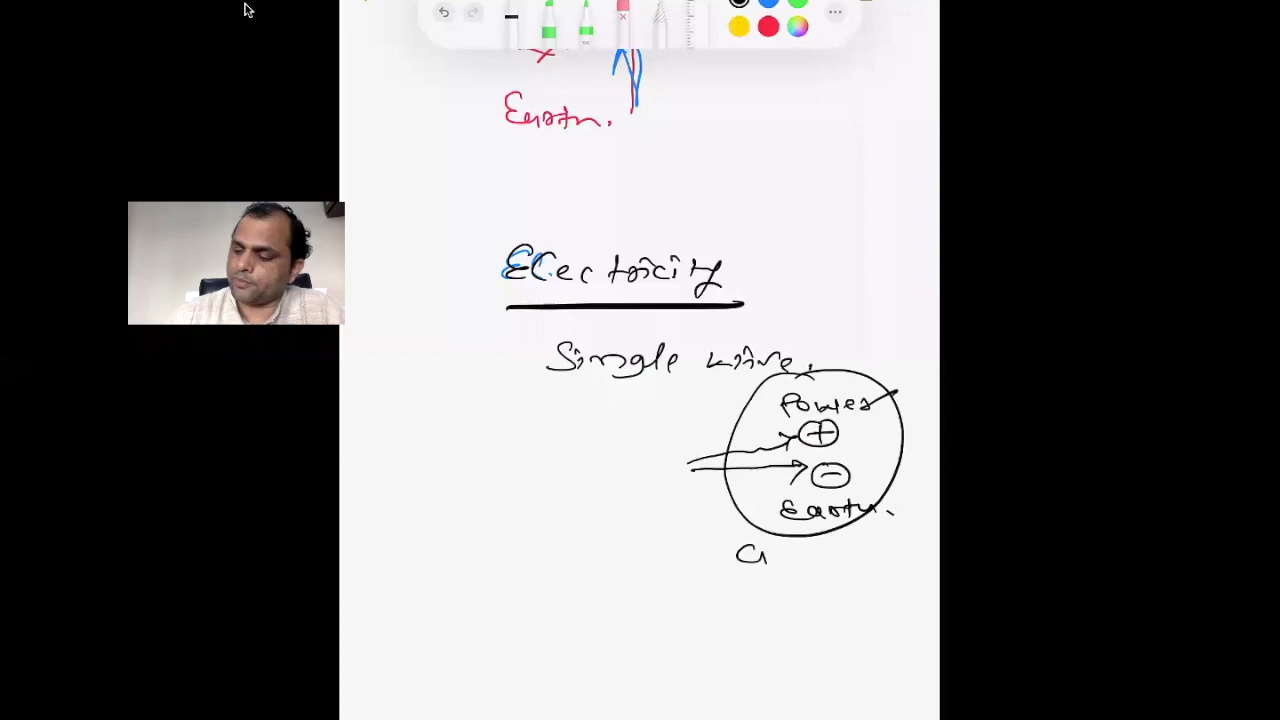 Earth.
Electricity
Single wire.
Power
+
-
Earth.
a